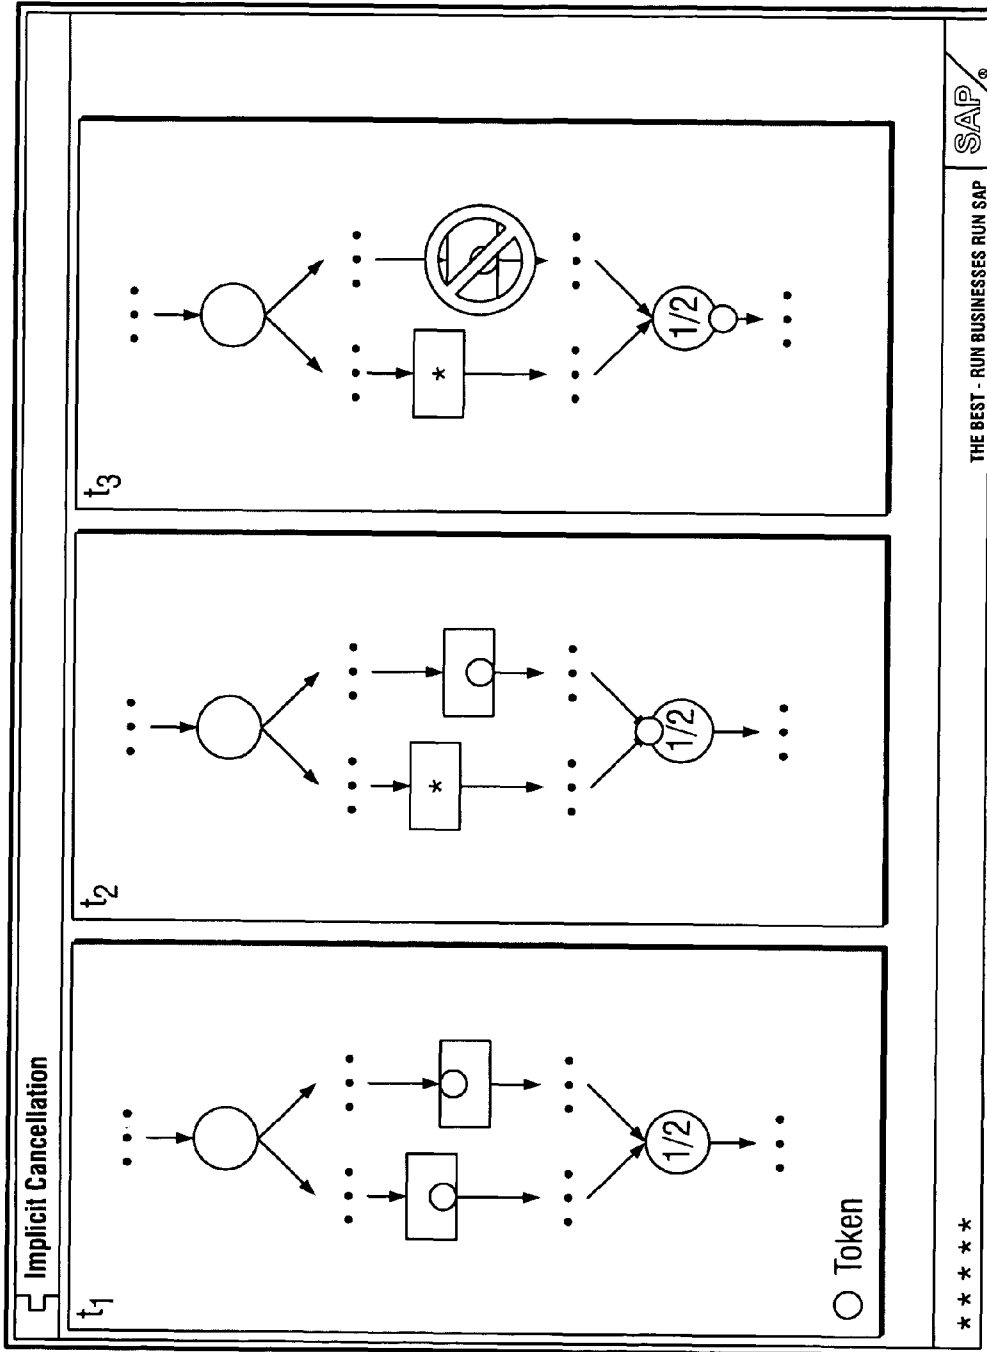 Implicit Cancellation
t1
1/2
Token
t2
*
1/2
t3
*
1/2
******
THE BEST - RUN BUSINESSES RUN SAP
SAP®